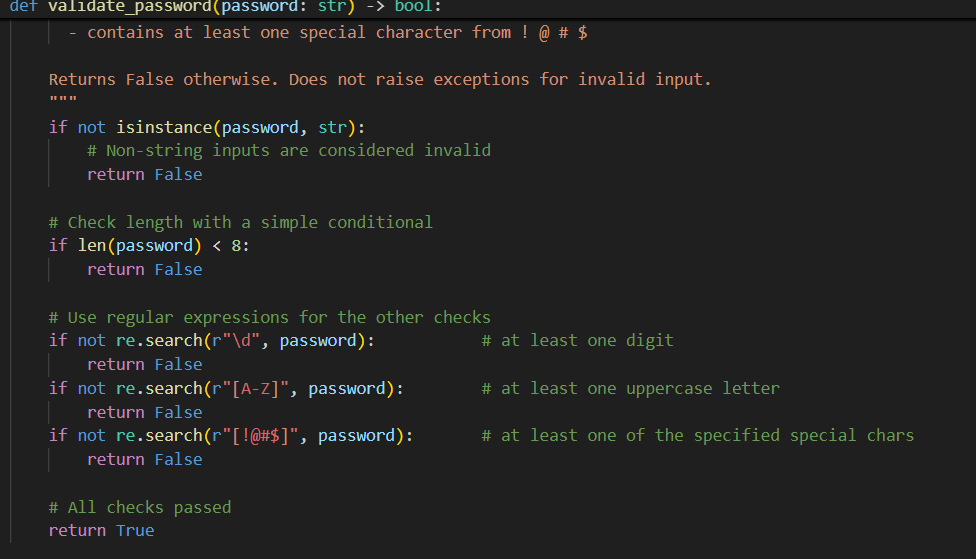 def validate_password(password: str) -> bool:
- contains at least one special character from ! @ # $
Returns False otherwise. Does not raise exceptions for invalid input.
"""
if not isinstance(password, str):
# Non-string inputs are considered invalid
return False
# Check length with a simple conditional
if len(password) < 8:
return False
# Use regular expressions for the other checks
if not re.search(r"\d", password): # at least one digit
return False
if not re.search(r"[A-Z]", password): # at least one uppercase letter
return False
if not re.search(r"[!@#$]", password): # at least one of the specified special chars
return False
# All checks passed
return True